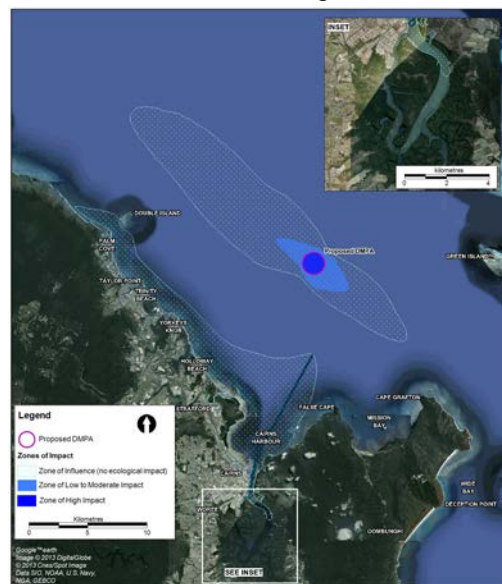 INSET
kilometres
0 2 4
DOUBLE ISLAND
PALM
COVE
Proposed DMPA
GREEN ISLAND
TAYLOR POINT
TRINITY
BEACH
YORKEYS
KNOB
HOLLOWAY
BEACH
STRATFORD
CAPE GRAFTON
FALSE CAPE
MISSION
BAY
CAIRNS
HARBOUR
CAIRNS
WIDE
BAY
DECEPTION POINT
SEE INSET
Legend
Proposed DMPA
Zones of Impact
Zone of Influence (no ecological impact)
Zone of Low to Moderate Impact
Zone of High Impact
Kilometres
0 5 10
Google™earth
Image © 2013 DigitalGlobe
© 2013 Cnes/Spot Image
Data SIO, NOAA, U.S. Navy,
NGA, GEBCO